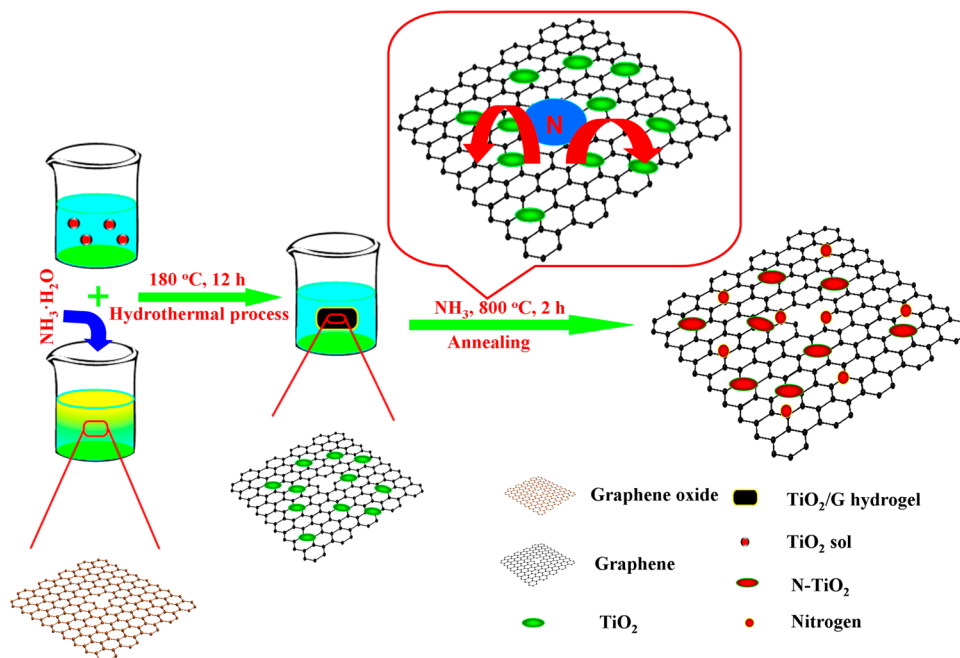 N
NH₃·H₂O
+
180 ºC, 12 h
Hydrothermal process
NH₃, 800 ºC, 2 h
Annealing
Graphene oxide
Graphene
TiO₂
TiO₂/G hydrogel
TiO₂ sol
N-TiO₂
Nitrogen